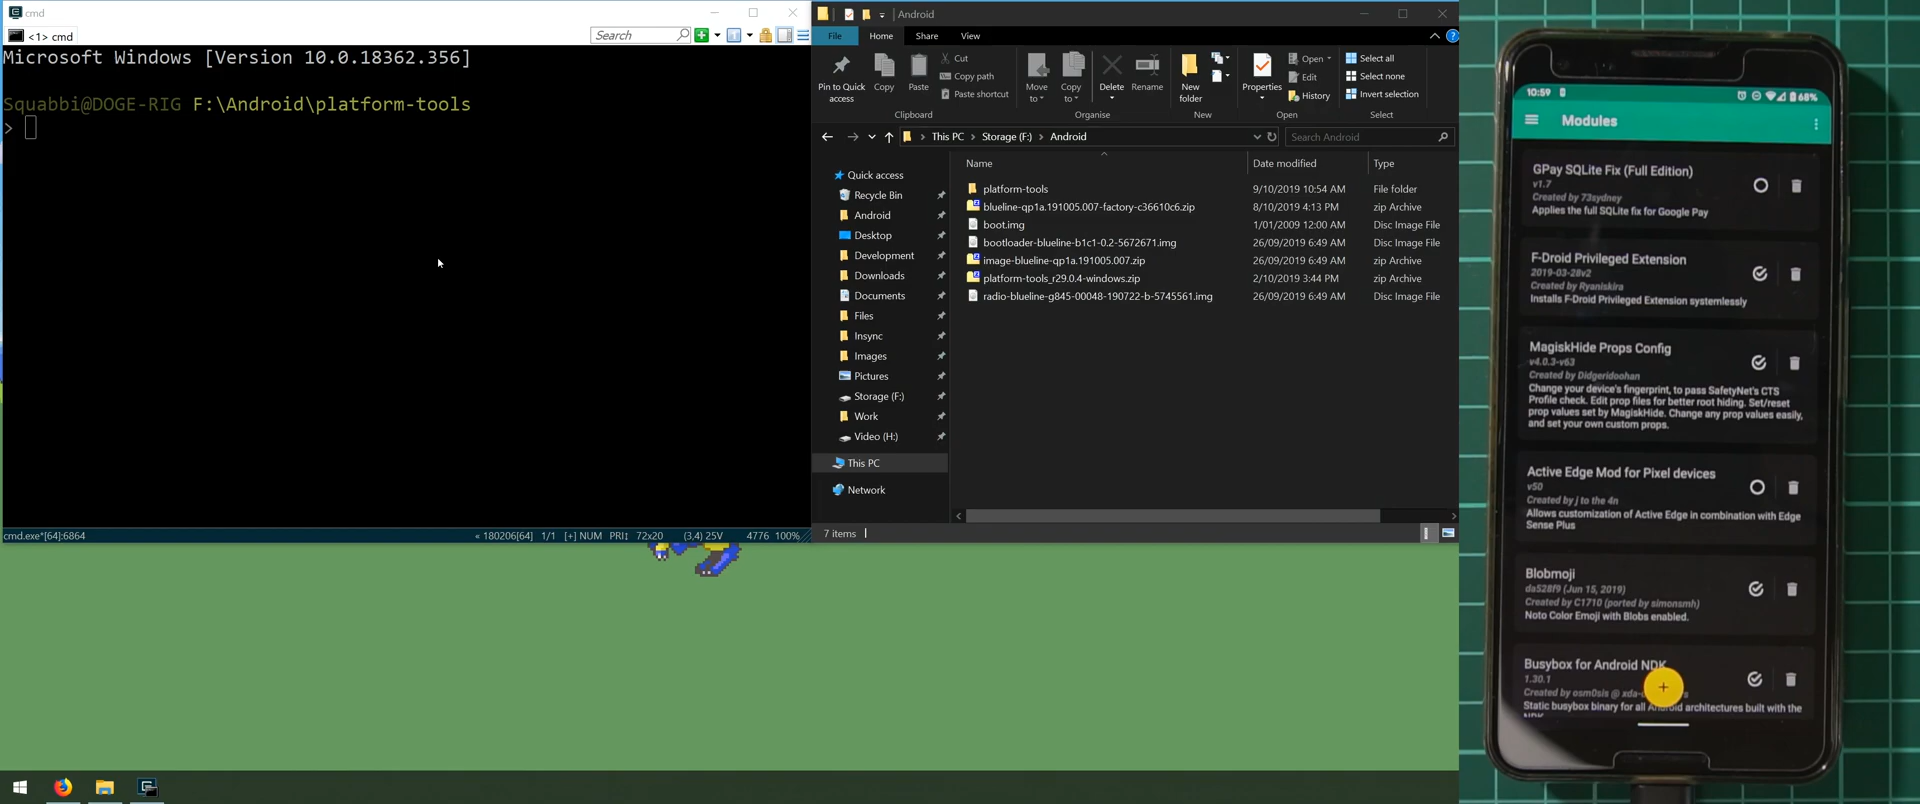 cmd
<1> cmd
Search
Microsoft Windows [Version 10.0.18362.356]
Squabbi@DOGE-RIG F:\Android\platform-tools
>
cmd.exe*[64]:6864
« 180206[64]
1/1
[+] NUM
PRI↕
72x20
(3,4) 25V
4776
100%
Android
File
Home
Share
View
Pin to Quick access
Copy
Paste
Cut
Copy path
Paste shortcut
Clipboard
Move to
Copy to
Delete
Rename
Organise
New folder
New
Properties
Open
Edit
History
Open
Select all
Select none
Invert selection
Select
This PC > Storage (F:) > Android
Search Android
Name
Date modified
Type
Quick access
Recycle Bin
Android
Desktop
Development
Downloads
Documents
Files
Insync
Images
Pictures
Storage (F:)
Work
Video (H:)
This PC
Network
platform-tools 9/10/2019 10:54 AM File folder
blueline-qp1a.191005.007-factory-c36610c6.zip 8/10/2019 4:13 PM zip Archive
boot.img 1/01/2009 12:00 AM Disc Image File
bootloader-blueline-b1c1-0.2-5672671.img 26/09/2019 6:49 AM Disc Image File
image-blueline-qp1a.191005.007.zip 26/09/2019 6:49 AM zip Archive
platform-tools_r29.0.4-windows.zip 2/10/2019 3:44 PM zip Archive
radio-blueline-g845-00048-190722-b-5745561.img 26/09/2019 6:49 AM Disc Image File
7 items
10:59
68%
Modules
GPay SQLite Fix (Full Edition)
v1.7
Created by 73sydney
Applies the full SQLite fix for Google Pay
F-Droid Privileged Extension
2019-03-28v2
Created by Ryaniskira
Installs F-Droid Privileged Extension systemlessly
MagiskHide Props Config
v4.0.3-v63
Created by Didgeridoohan
Change your device's fingerprint, to pass SafetyNet's CTS
Profile check. Edit prop files for better root hiding. Set/reset
prop values set by MagiskHide. Change any prop values easily,
and set your own custom props.
Active Edge Mod for Pixel devices
v50
Created by j to the 4n
Allows customization of Active Edge in combination with Edge
Sense Plus
Blobmoji
da528f9 (Jun 15, 2019)
Created by C1710 (ported by simonsmh)
Noto Color Emoji with Blobs enabled.
Busybox for Android NDK
1.30.1
Created by osm0sis @ xda-
Static busybox binary for all Android architectures built with the
NDK